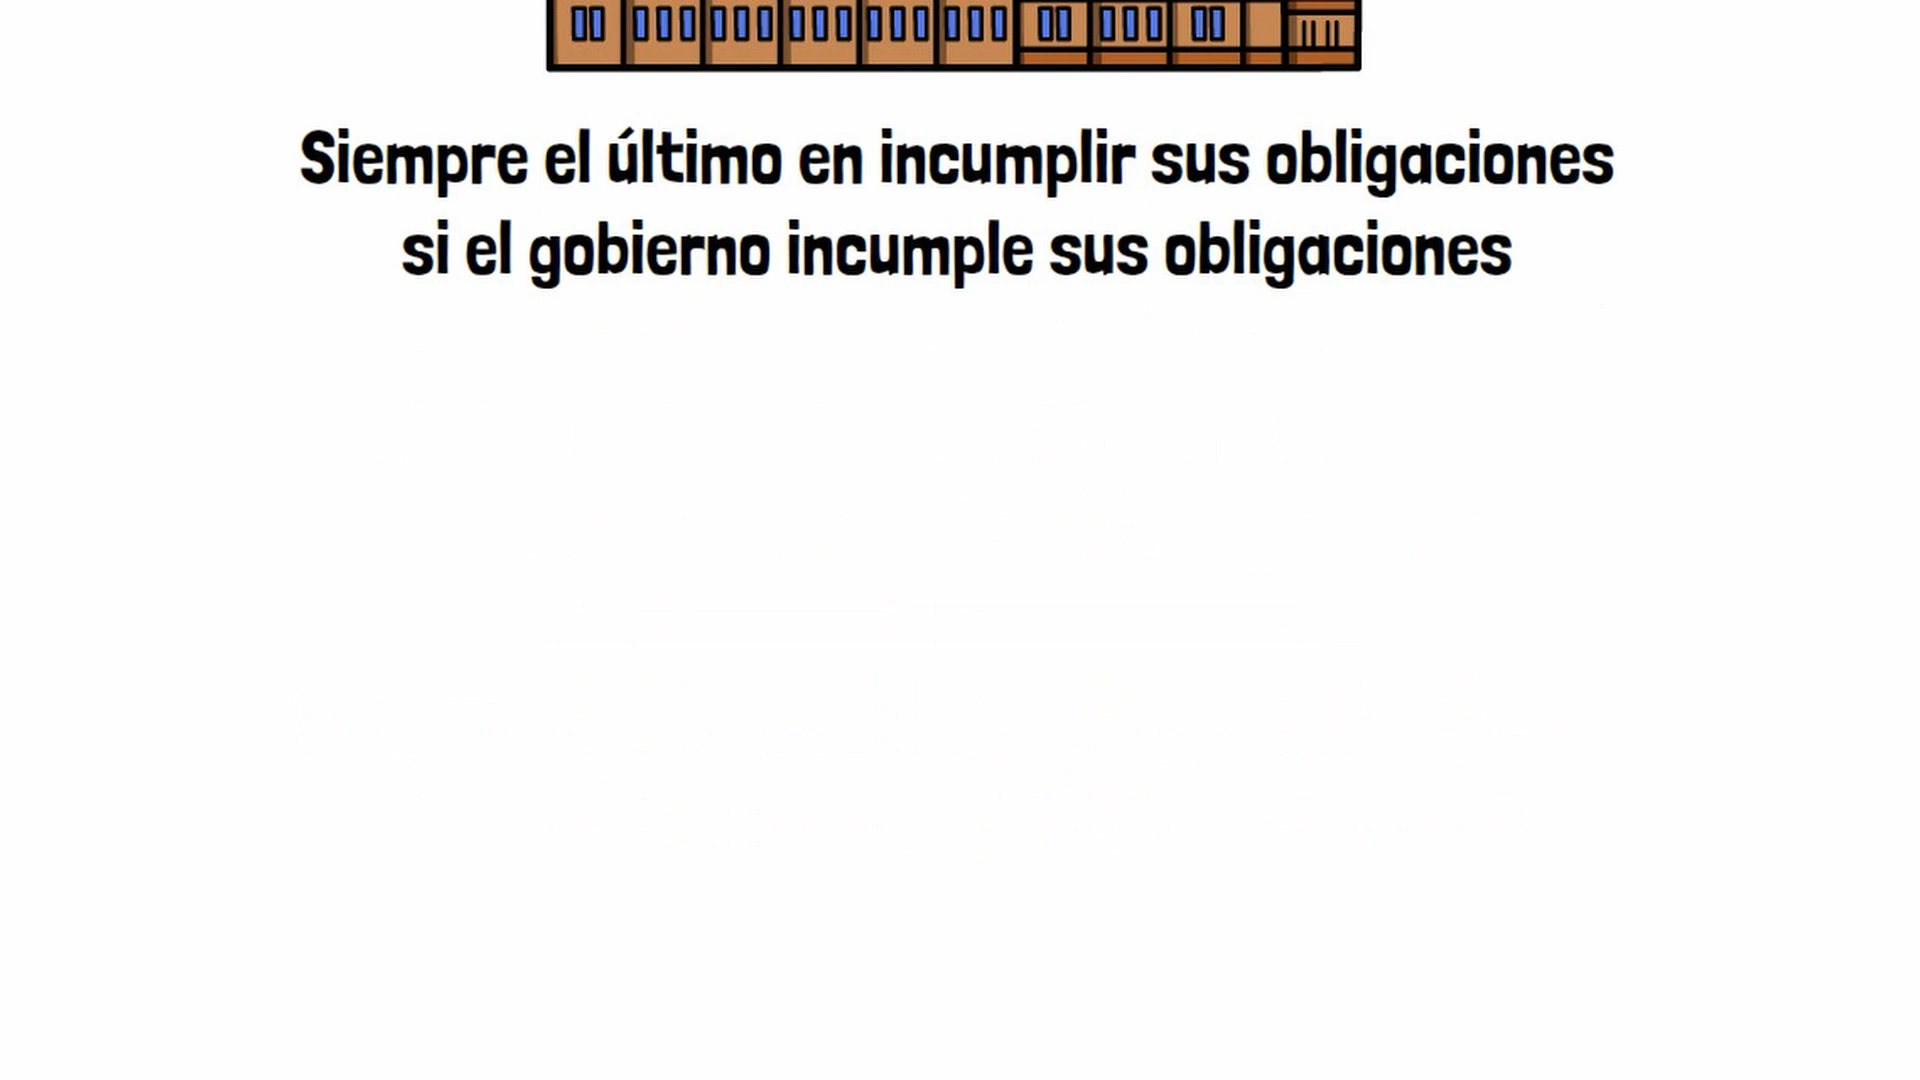 Siempre el último en incumplir sus obligaciones
si el gobierno incumple sus obligaciones